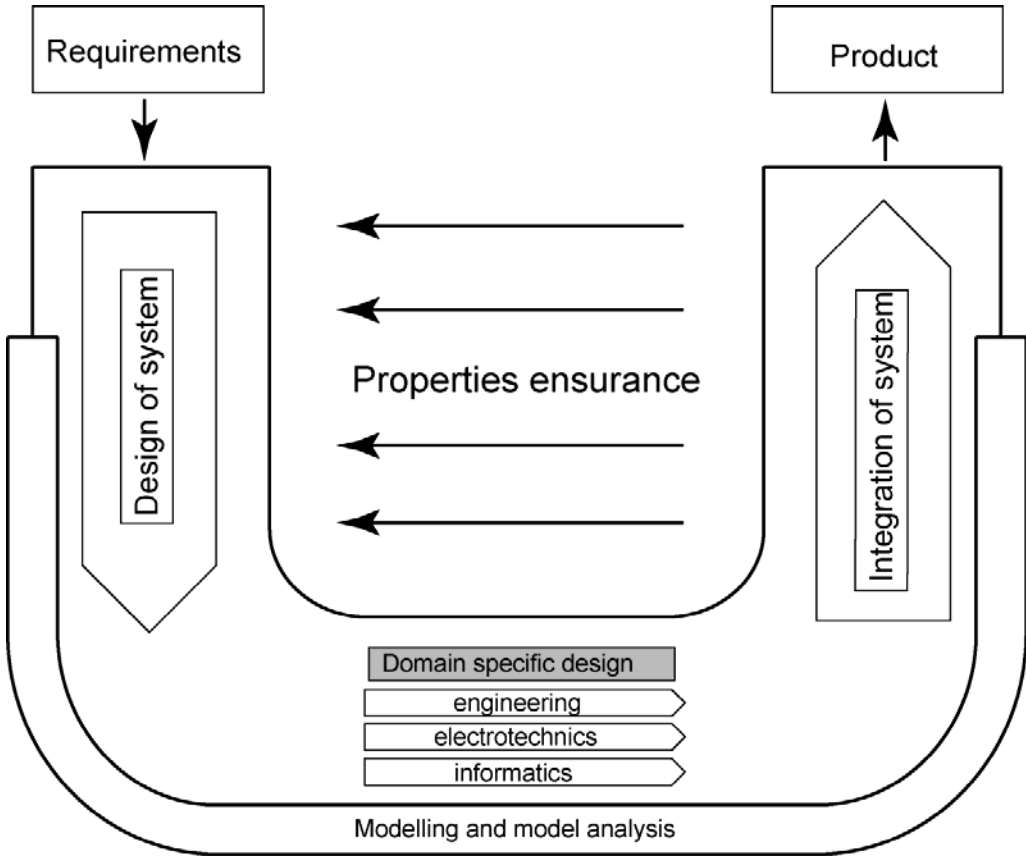 Requirements
Product
Design of system
Properties ensurance
Integration of system
Domain specific design
engineering
electrotechnics
informatics
Modelling and model analysis